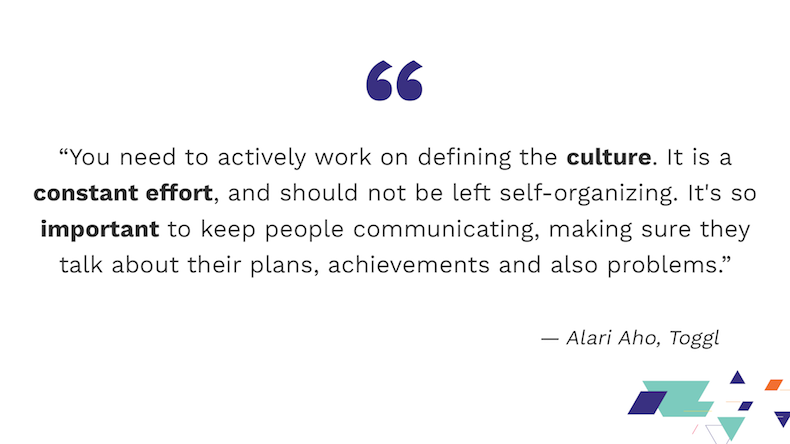 “You need to actively work on defining the culture. It is a
constant effort, and should not be left self-organizing. It's so
important to keep people communicating, making sure they
talk about their plans, achievements and also problems.”
— Alari Aho, Toggl